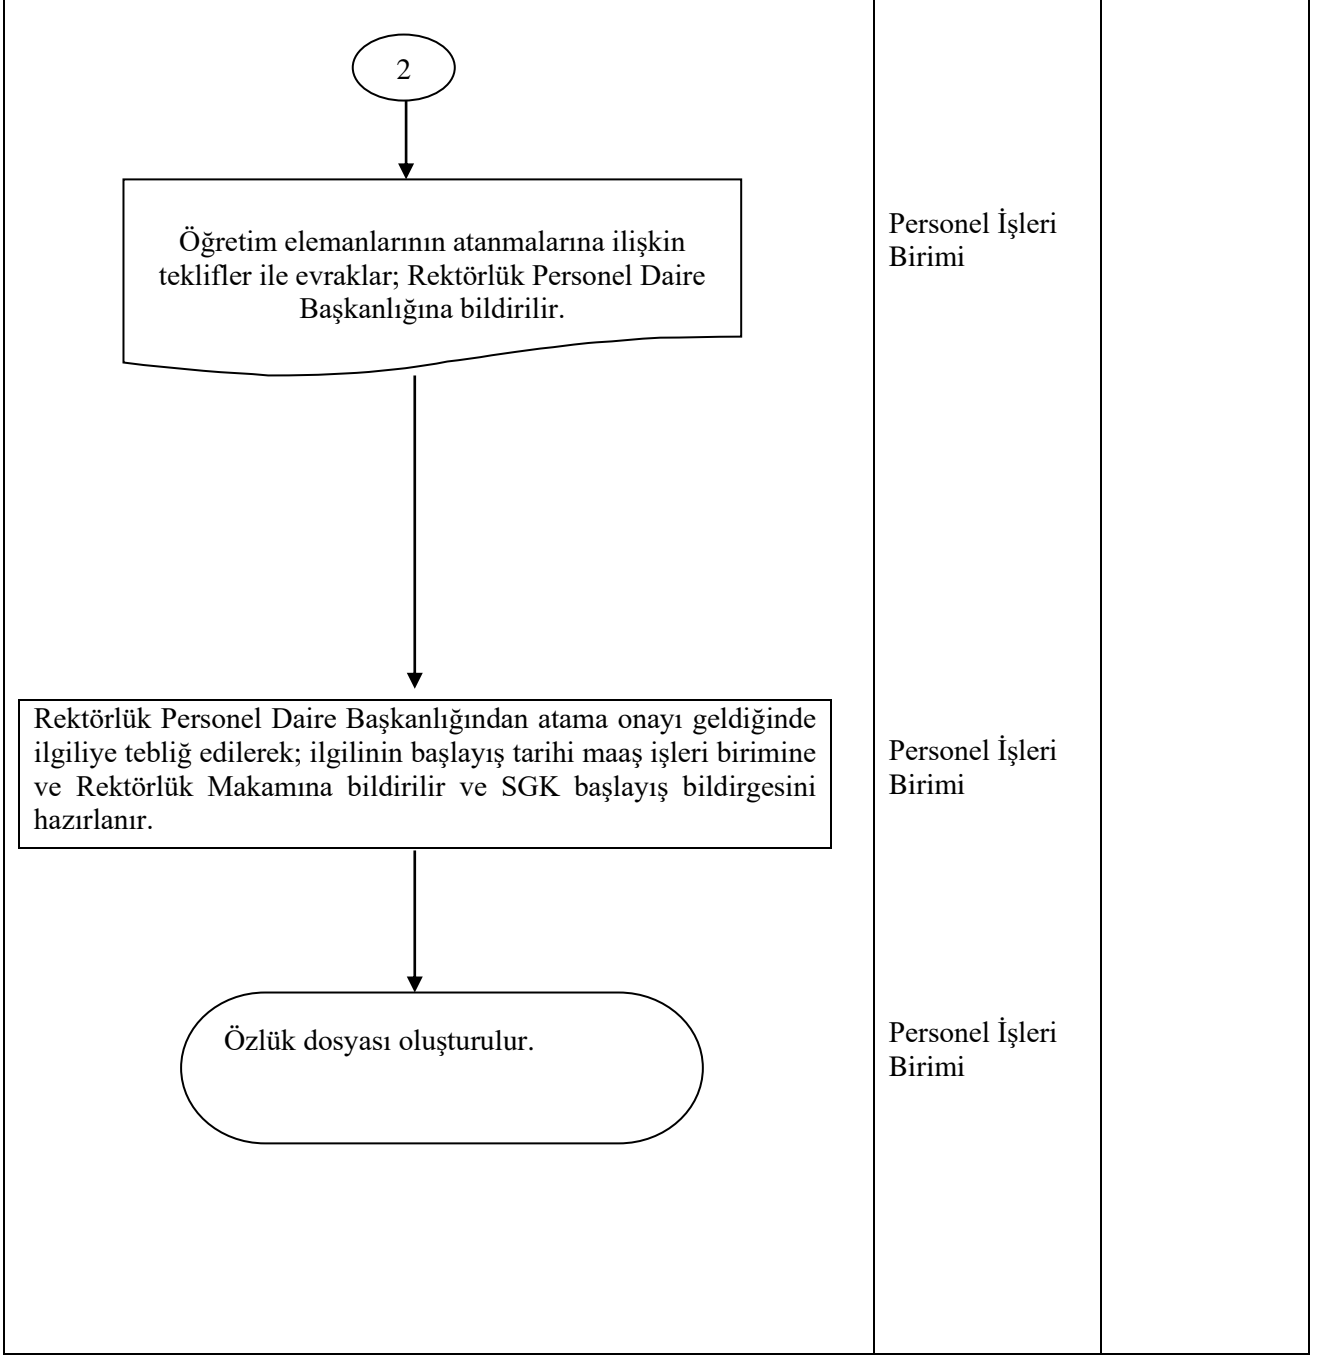 2
Öğretim elemanlarının atanmalarına ilişkin
teklifler ile evraklar; Rektörlük Personel Daire
Başkanlığına bildirilir.
Personel İşleri
Birimi
Rektörlük Personel Daire Başkanlığından atama onayı geldiğinde
ilgiliye tebliğ edilerek; ilgilinin başlayış tarihi maaş işleri birimine
ve Rektörlük Makamına bildirilir ve SGK başlayış bildirgesini
hazırlanır.
Personel İşleri
Birimi
Özlük dosyası oluşturulur.
Personel İşleri
Birimi